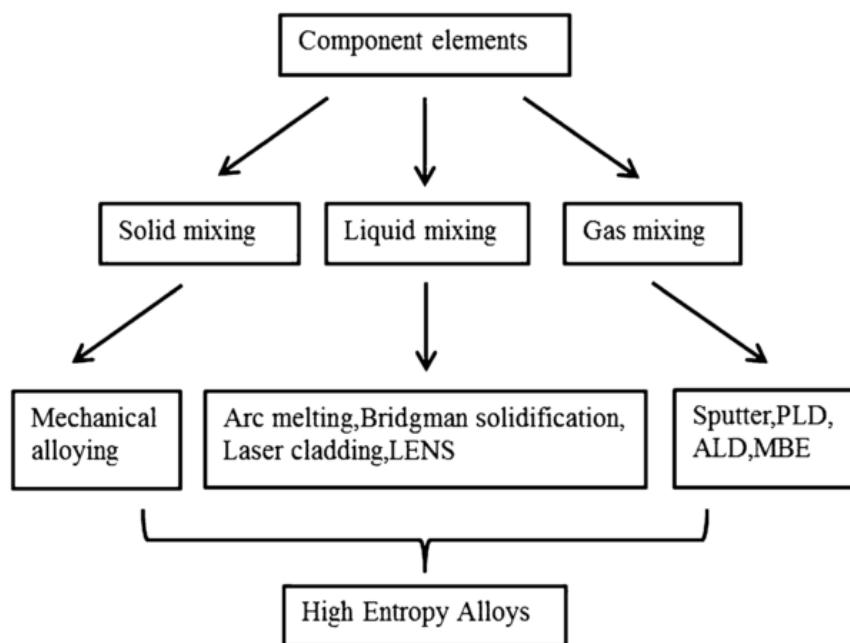 Component elements
Solid mixing
Liquid mixing
Gas mixing
Mechanical
alloying
Arc melting,Bridgman solidification,
Laser cladding,LENS
Sputter,PLD,
ALD,MBE
High Entropy Alloys